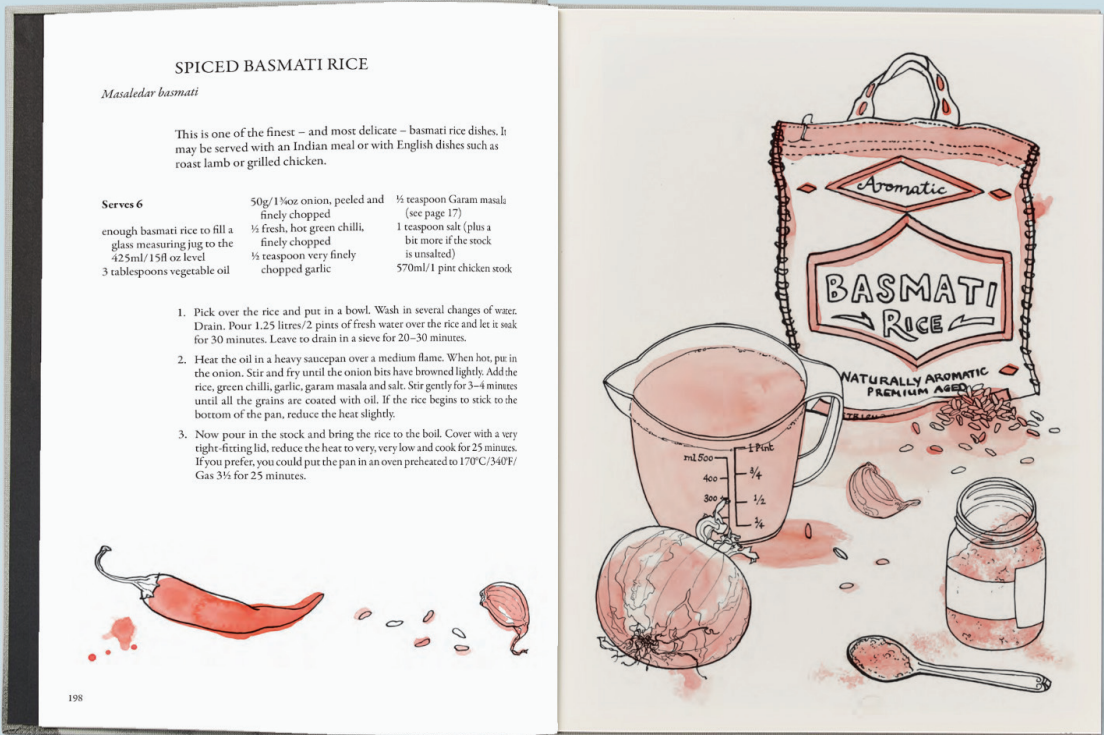 SPICED BASMATI RICE
Masaledar basmati
This is one of the finest – and most delicate – basmati rice dishes. It
may be served with an Indian meal or with English dishes such as
roast lamb or grilled chicken.
Serves 6
enough basmati rice to fill a
glass measuring jug to the
425ml/15fl oz level
3 tablespoons vegetable oil
50g/1¾oz onion, peeled and
finely chopped
½ fresh, hot green chilli,
finely chopped
½ teaspoon very finely
chopped garlic
½ teaspoon Garam masala
(see page 17)
1 teaspoon salt (plus a
bit more if the stock
is unsalted)
570ml/1 pint chicken stock
1. Pick over the rice and put in a bowl. Wash in several changes of water.
Drain. Pour 1.25 litres/2 pints of fresh water over the rice and let it soak
for 30 minutes. Leave to drain in a sieve for 20–30 minutes.
2. Heat the oil in a heavy saucepan over a medium flame. When hot, put in
the onion. Stir and fry until the onion bits have browned lightly. Add the
rice, green chilli, garlic, garam masala and salt. Stir gently for 3–4 minutes
until all the grains are coated with oil. If the rice begins to stick to the
bottom of the pan, reduce the heat slightly.
3. Now pour in the stock and bring the rice to the boil. Cover with a very
tight-fitting lid, reduce the heat to very, very low and cook for 25 minutes.
If you prefer, you could put the pan in an oven preheated to 170°C/340°F/
Gas 3½ for 25 minutes.
198
Aromatic
BASMATI
RICE
NATURALLY AROMATIC
PREMIUM AGED
1 Pint
ml 500
3/4
400
300
1/2
1/4